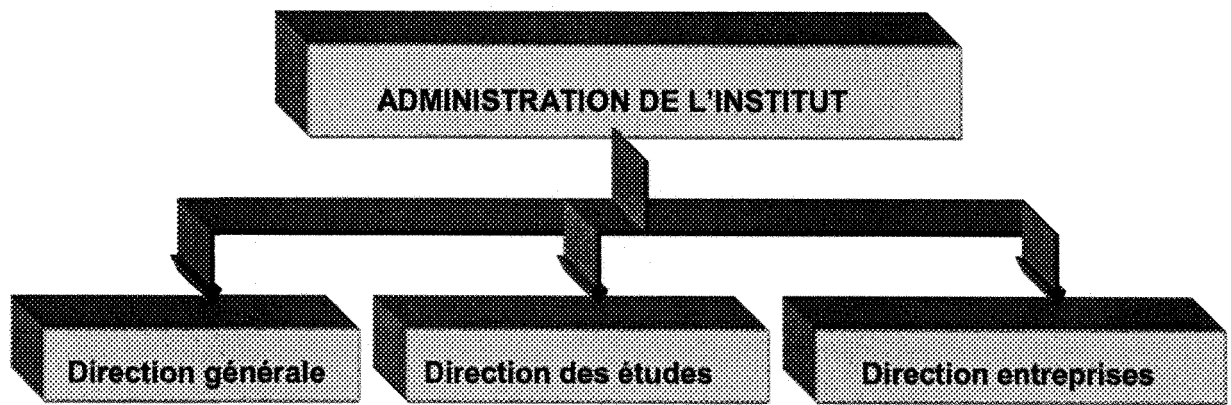 ADMINISTRATION DE L'INSTITUT
Direction générale
Direction des études
Direction entreprises